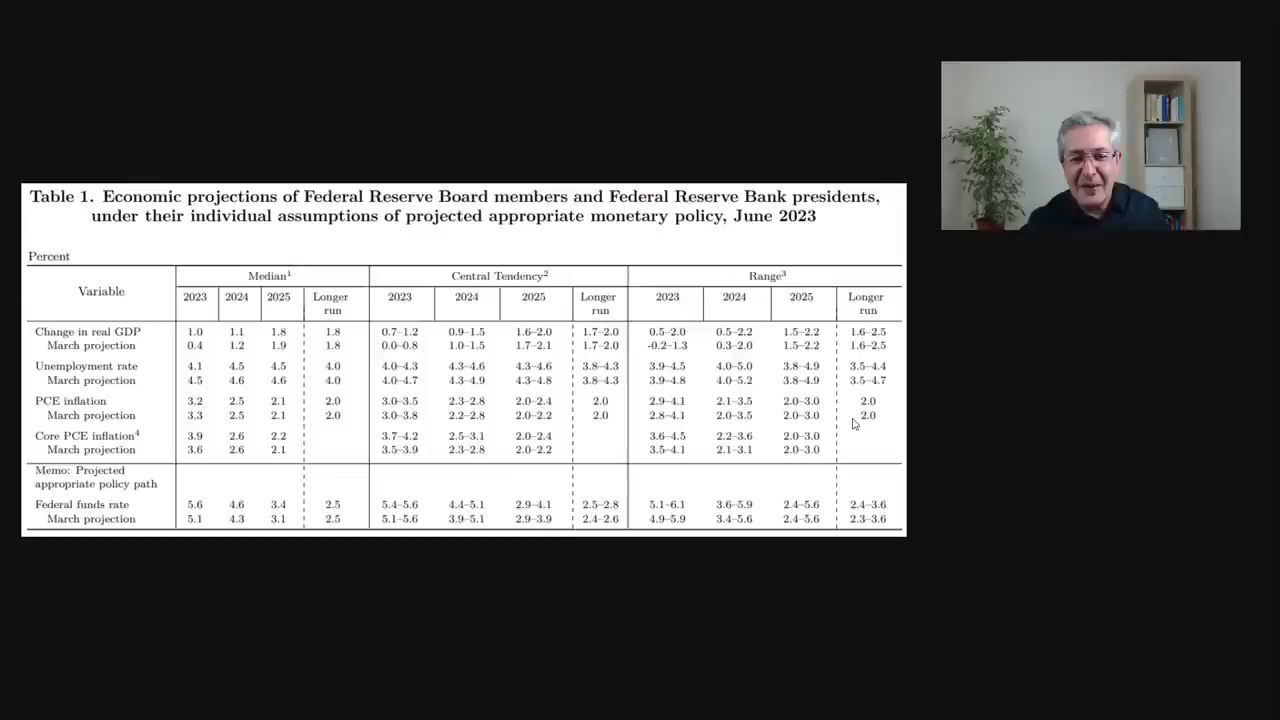 Table 1. Economic projections of Federal Reserve Board members and Federal Reserve Bank presidents,
under their individual assumptions of projected appropriate monetary policy, June 2023
Percent
Variable Median1 Central Tendency2 Range3
2023 2024 2025 Longer run 2023 2024 2025 Longer run 2023 2024 2025 Longer run
Change in real GDP 1.0 1.1 1.8 1.8 0.7–1.2 0.9–1.5 1.6–2.0 1.7–2.0 0.5–2.0 0.5–2.2 1.5–2.2 1.6–2.5
March projection 0.4 1.2 1.9 1.8 0.0–0.8 1.0–1.5 1.7–2.1 1.7–2.0 -0.2–1.3 0.3–2.0 1.5–2.2 1.6–2.5
Unemployment rate 4.1 4.5 4.5 4.0 4.0–4.3 4.3–4.6 4.3–4.6 3.8–4.3 3.9–4.5 4.0–5.0 3.8–4.9 3.5–4.4
March projection 4.5 4.6 4.6 4.0 4.0–4.7 4.3–4.9 4.3–4.8 3.8–4.3 3.9–4.8 4.0–5.2 3.8–4.9 3.5–4.7
PCE inflation 3.2 2.5 2.1 2.0 3.0–3.5 2.3–2.8 2.0–2.4 2.0 2.9–4.1 2.1–3.5 2.0–3.0 2.0
March projection 3.3 2.5 2.1 2.0 3.0–3.8 2.2–2.8 2.0–2.2 2.0 2.8–4.1 2.0–3.5 2.0–3.0 2.0
Core PCE inflation4 3.9 2.6 2.2 3.7–4.2 2.5–3.1 2.0–2.4 3.6–4.5 2.2–3.6 2.0–3.0
March projection 3.6 2.6 2.1 3.5–3.9 2.3–2.8 2.0–2.2 3.5–4.1 2.1–3.1 2.0–3.0
Memo: Projected
appropriate policy path
Federal funds rate 5.6 4.6 3.4 2.5 5.4–5.6 4.4–5.1 2.9–4.1 2.5–2.8 5.1–6.1 3.6–5.9 2.4–5.6 2.4–3.6
March projection 5.1 4.3 3.1 2.5 5.1–5.6 3.9–5.1 2.9–3.9 2.4–2.6 4.9–5.9 3.4–5.6 2.4–5.6 2.3–3.6